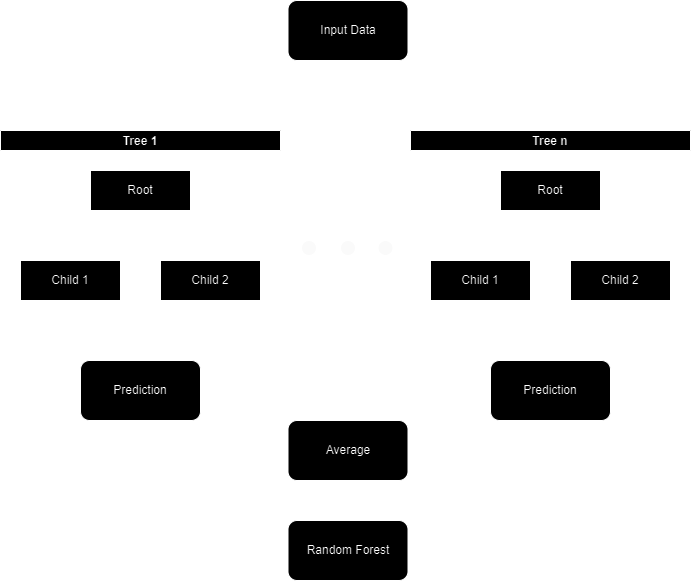 Input Data
Tree 1
Tree n
Root
Root
Child 1
Child 2
Child 1
Child 2
Prediction
Prediction
Average
Random Forest